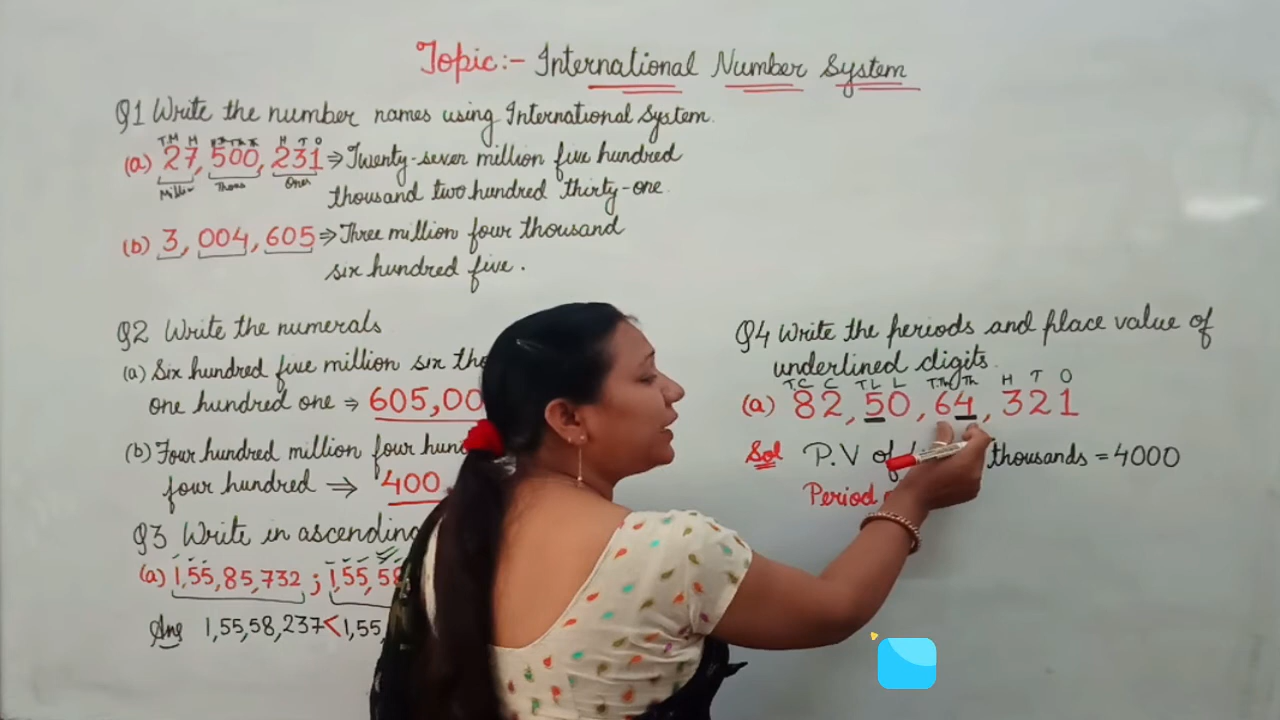 Topic:- International Number System
Q1 Write the number names using International System.
T.M M H T O
(a) 27, 500, 231 ⇒ Twenty-seven million five hundred
Ones
thousand two hundred thirty-one.
(b) 3, 004, 605 ⇒ Three million four thousand
six hundred five.
Q2 Write the numerals
(a) Six hundred five million six
one hundred one ⇒ 605,00
(b) Four hundred million four
four hundred ⇒ 400
Q3 Write in ascending
(a) 1,55,85,732 ; 1,55,58
Ans 1,55,58,237 < 1,55,
Q4 Write the periods and place value of
underlined digits.
T.C C T L L T.Th Th H T O
(a) 82, 50, 64, 321
Sol P.V of thousands = 4000
Period